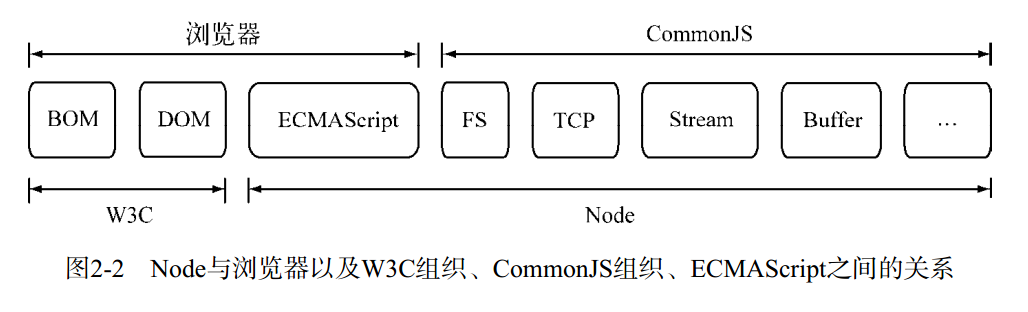 浏览器 CommonJS
BOM DOM ECMAScript FS TCP Stream Buffer …
W3C Node
图2-2 Node与浏览器以及W3C组织、CommonJS组织、ECMAScript之间的关系